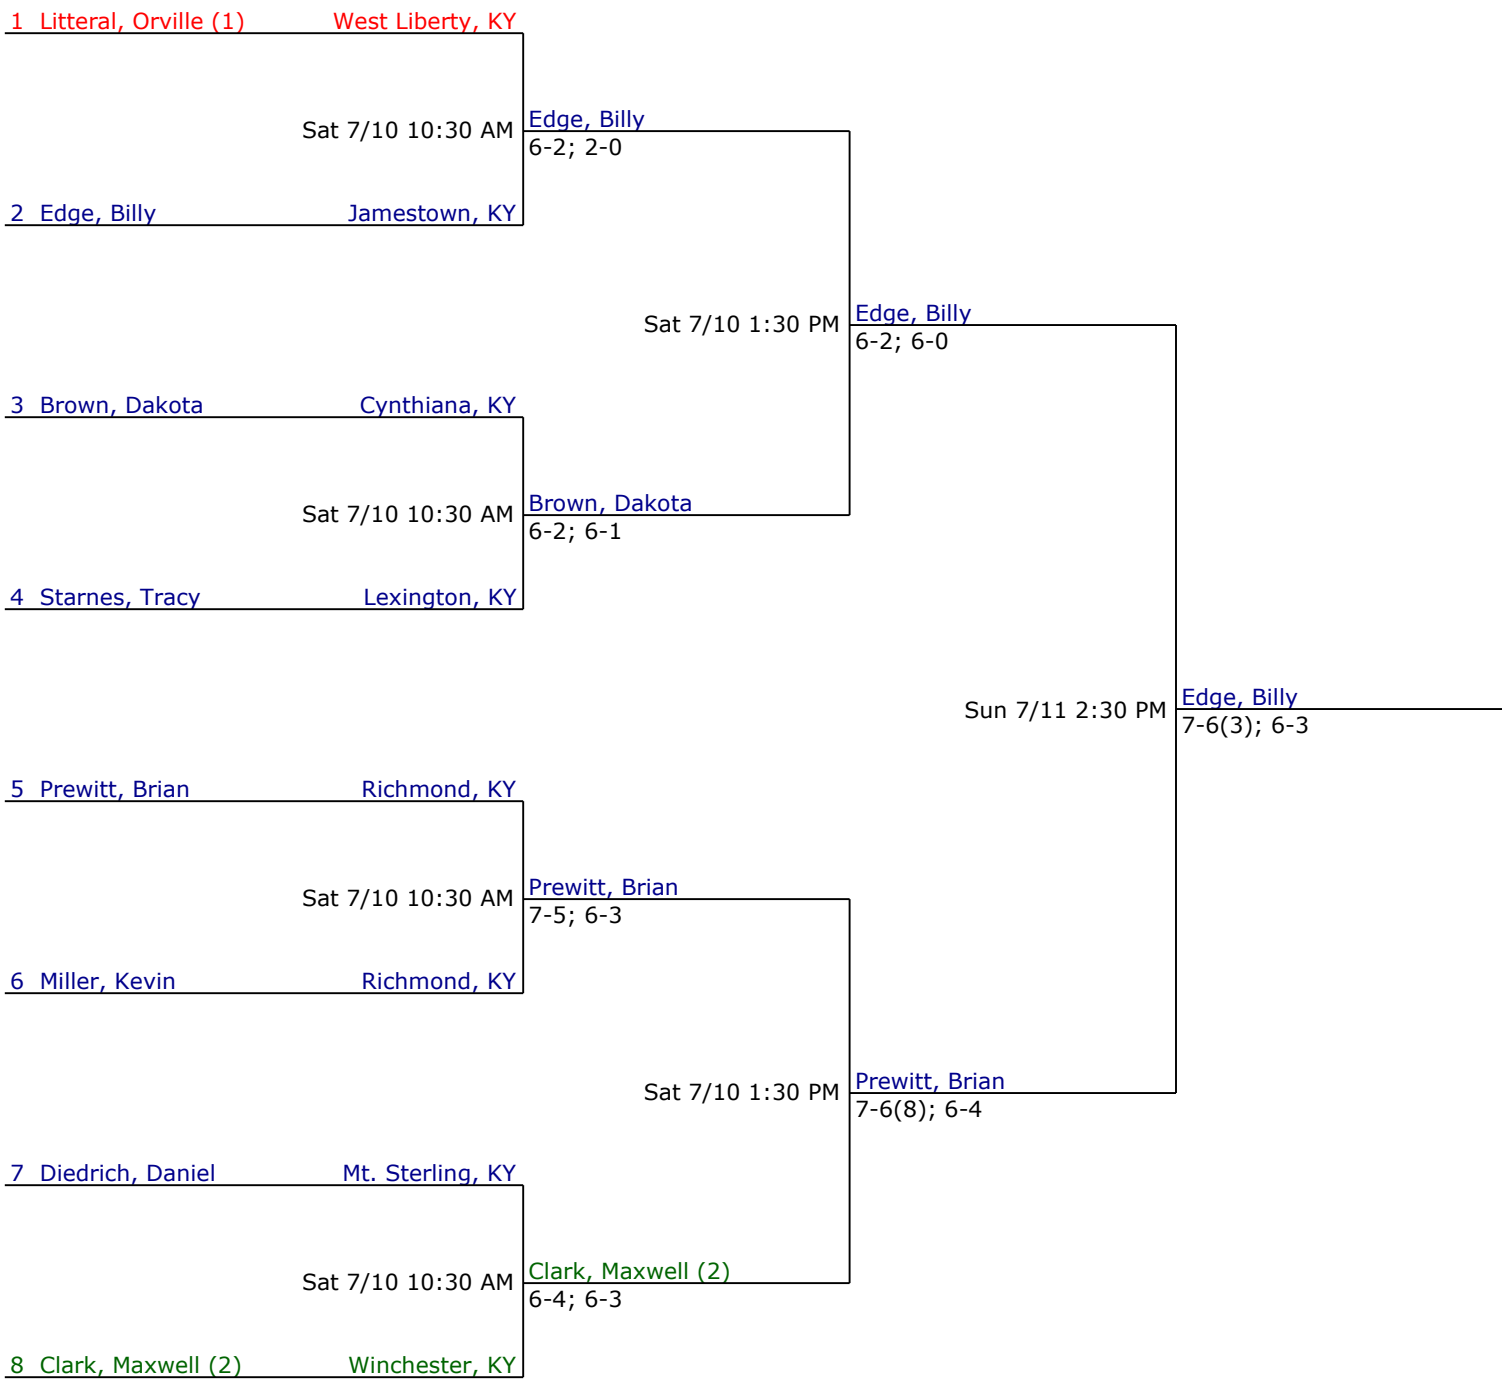 1 Litteral, Orville (1) West Liberty, KY
Sat 7/10 10:30 AM
Edge, Billy
6-2; 2-0
2 Edge, Billy Jamestown, KY
Sat 7/10 1:30 PM
Edge, Billy
6-2; 6-0
3 Brown, Dakota Cynthiana, KY
Sat 7/10 10:30 AM
Brown, Dakota
6-2; 6-1
4 Starnes, Tracy Lexington, KY
Sun 7/11 2:30 PM
Edge, Billy
7-6(3); 6-3
5 Prewitt, Brian Richmond, KY
Sat 7/10 10:30 AM
Prewitt, Brian
7-5; 6-3
6 Miller, Kevin Richmond, KY
Sat 7/10 1:30 PM
Prewitt, Brian
7-6(8); 6-4
7 Diedrich, Daniel Mt. Sterling, KY
Sat 7/10 10:30 AM
Clark, Maxwell (2)
6-4; 6-3
8 Clark, Maxwell (2) Winchester, KY